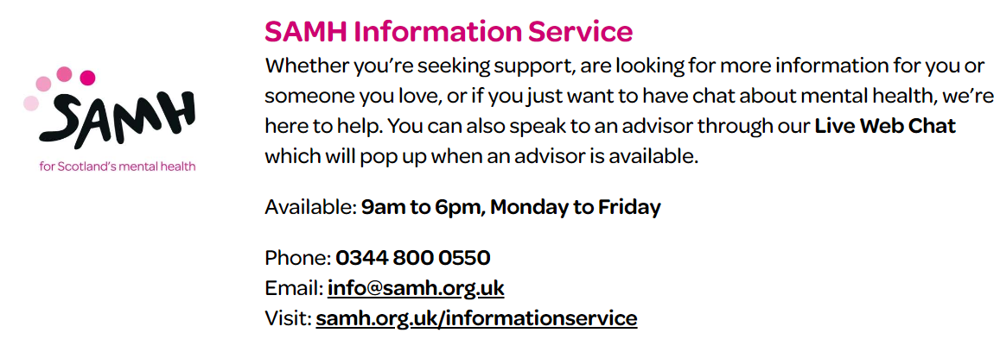 SAMH
for Scotland's mental health
SAMH Information Service
Whether you're seeking support, are looking for more information for you or
someone you love, or if you just want to have chat about mental health, we're
here to help. You can also speak to an advisor through our Live Web Chat
which will pop up when an advisor is available.
Available: 9am to 6pm, Monday to Friday
Phone: 0344 800 0550
Email: info@samh.org.uk
Visit: samh.org.uk/informationservice